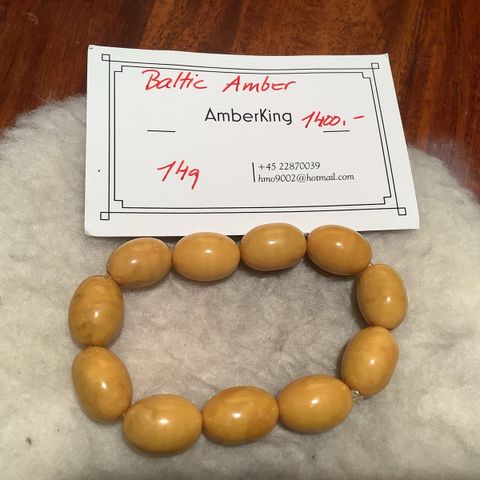 Baltic Amber
AmberKing 1400.-
14g
+45 22870039
hmo9002@hotmail.com